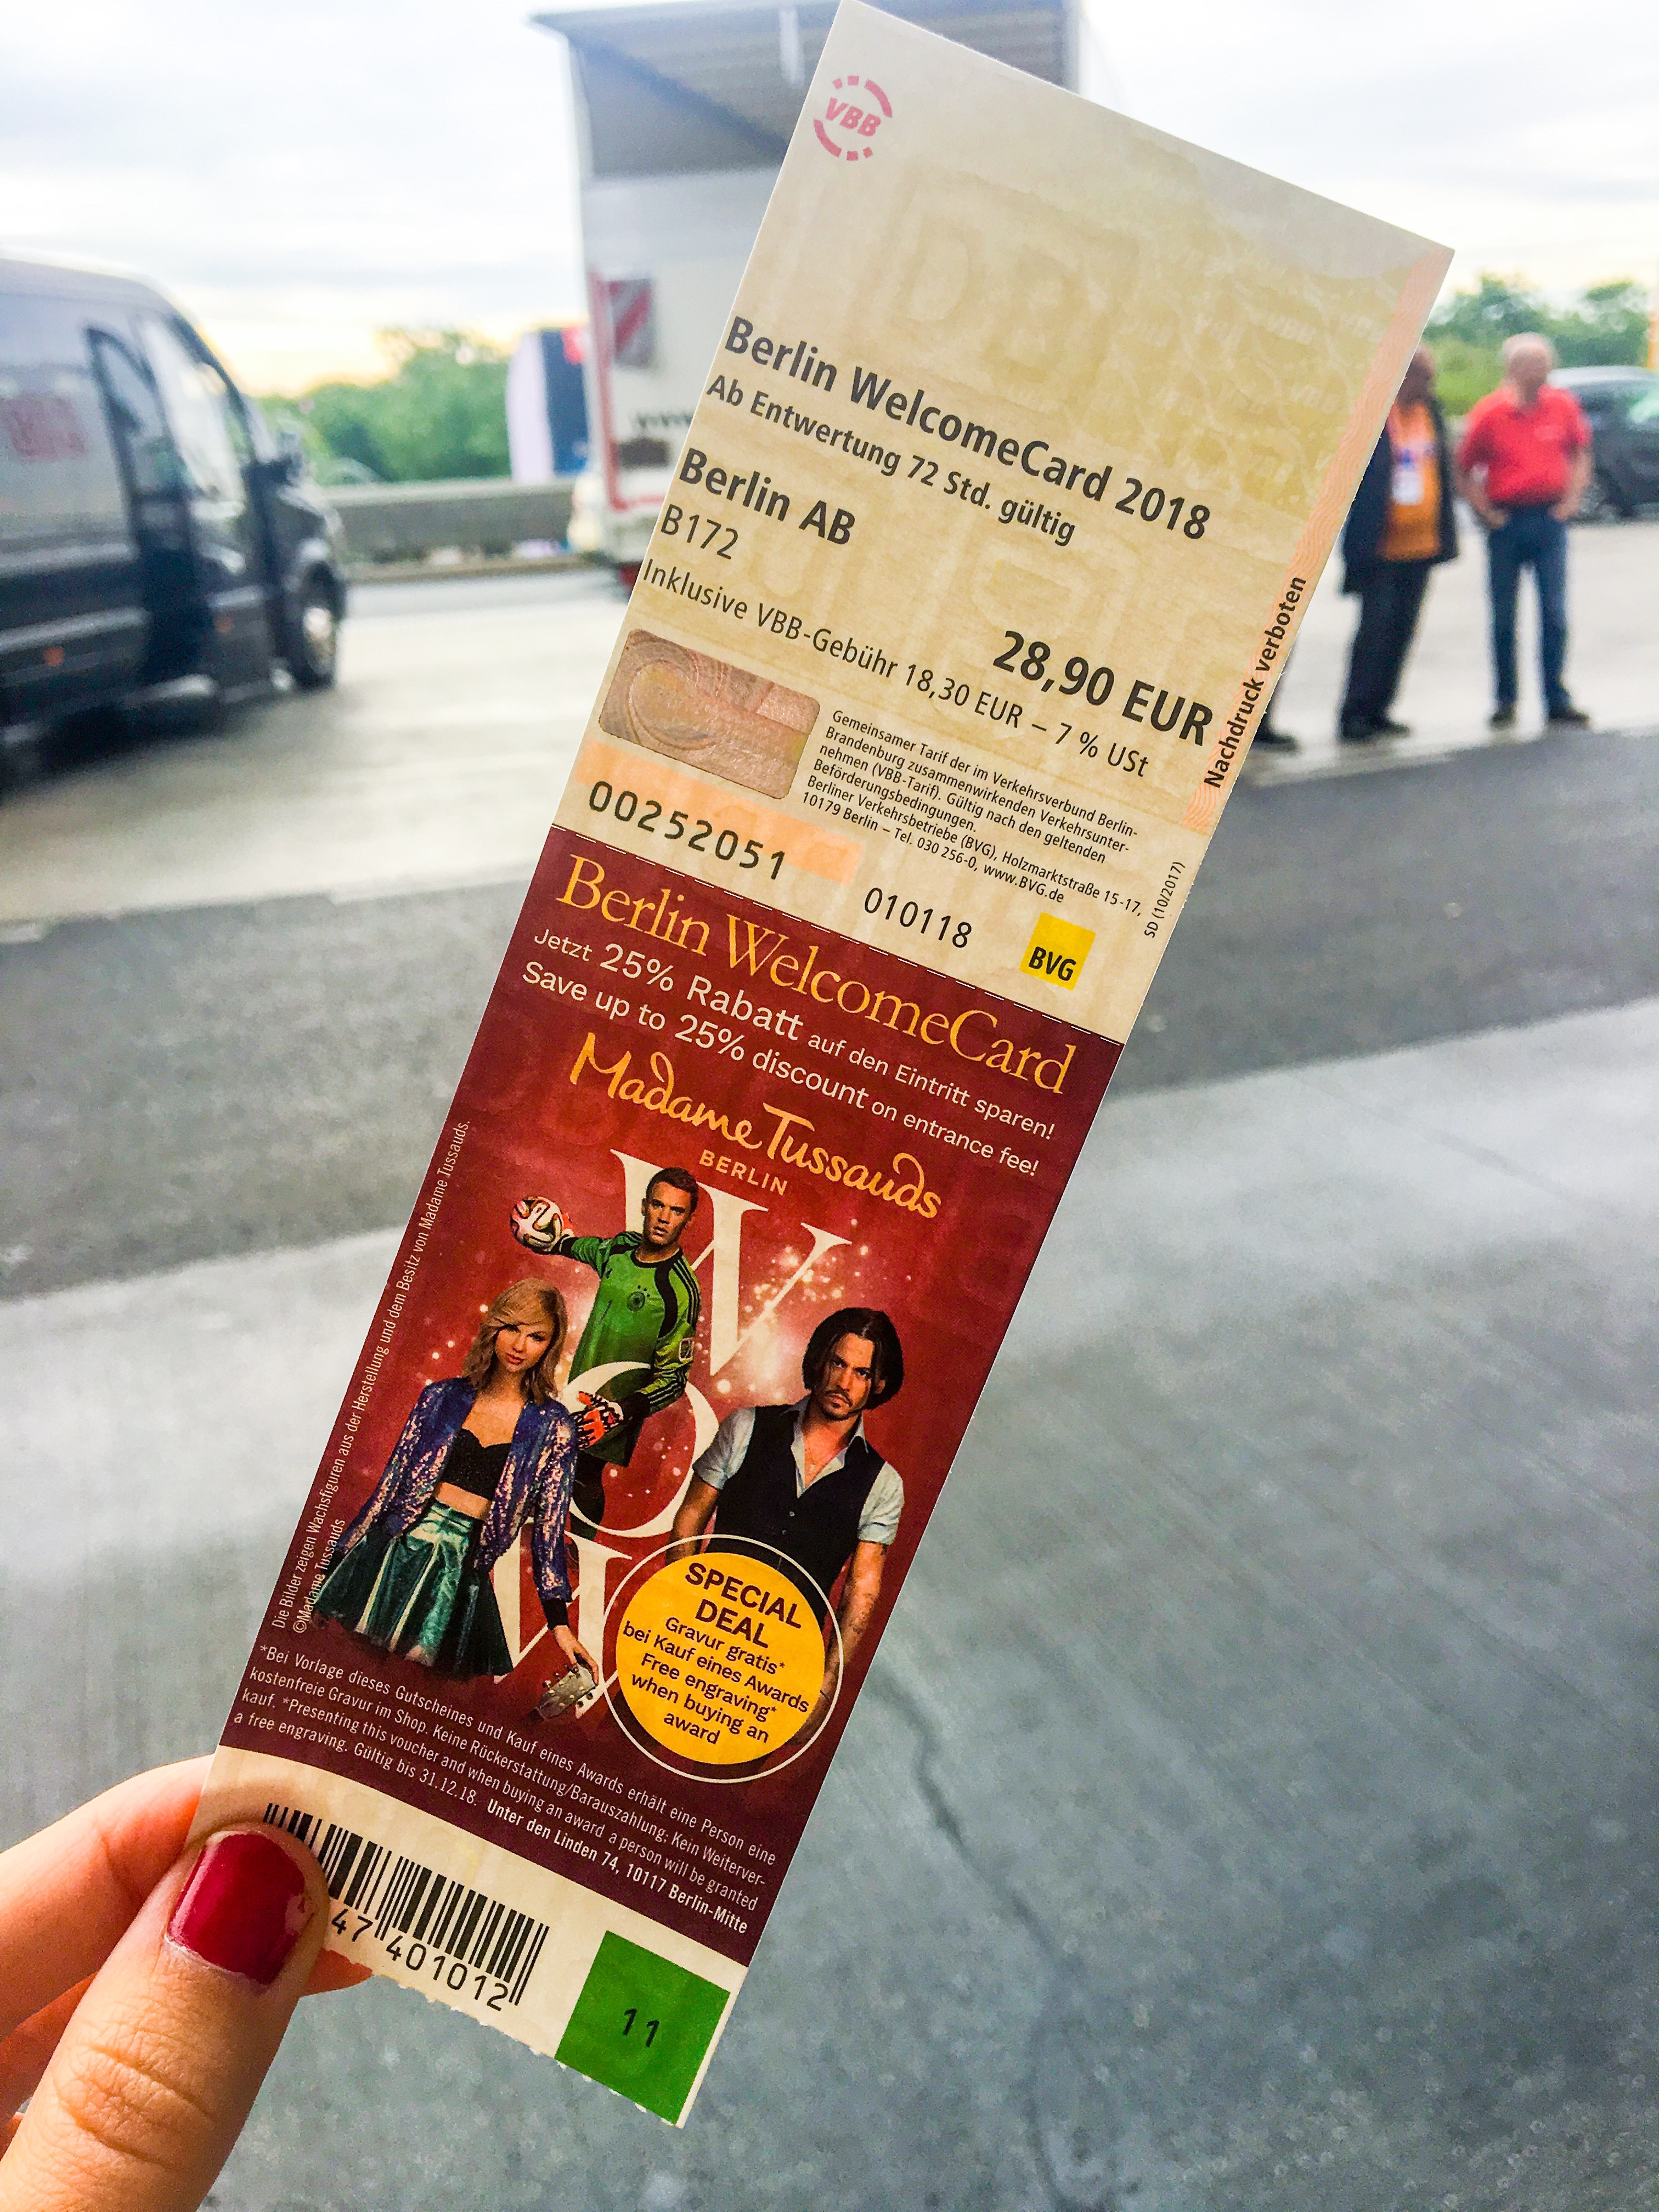 VBB
Berlin WelcomeCard 2018
Ab Entwertung 72 Std. gültig
Berlin AB
B172
28,90 EUR
Inklusive VBB-Gebühr 18,30 EUR – 7 % USt
Nachdruck verboten
Gemeinsamer Tarif der im Verkehrsverbund Berlin-
Brandenburg zusammenwirkenden Verkehrsunter-
nehmen (VBB-Tarif). Gültig nach den geltenden
Beförderungsbedingungen.
Berliner Verkehrsbetriebe (BVG), Holzmarktstraße 15-17,
10179 Berlin – Tel. 030 256-0, www.BVG.de
SD (10/2017)
00252051
010118
BVG
Berlin WelcomeCard
Jetzt 25% Rabatt auf den Eintritt sparen!
Save up to 25% discount on entrance fee!
Madame Tussauds
BERLIN
WOW
Die Bilder zeigen Wachsfiguren aus der Herstellung und dem Besitz von Madame Tussauds.
©Madame Tussauds
SPECIAL
DEAL
Gravur gratis*
bei Kauf eines Awards
Free engraving*
when buying an
award
*Bei Vorlage dieses Gutscheines und Kauf eines Awards erhält eine Person eine
kostenfreie Gravur im Shop. Keine Rückerstattung/Barauszahlung; Kein Weiterver-
kauf. *Presenting this voucher and when buying an award a person will be granted
a free engraving. Gültig bis 31.12.18. Unter den Linden 74, 10117 Berlin-Mitte
47 401012
11